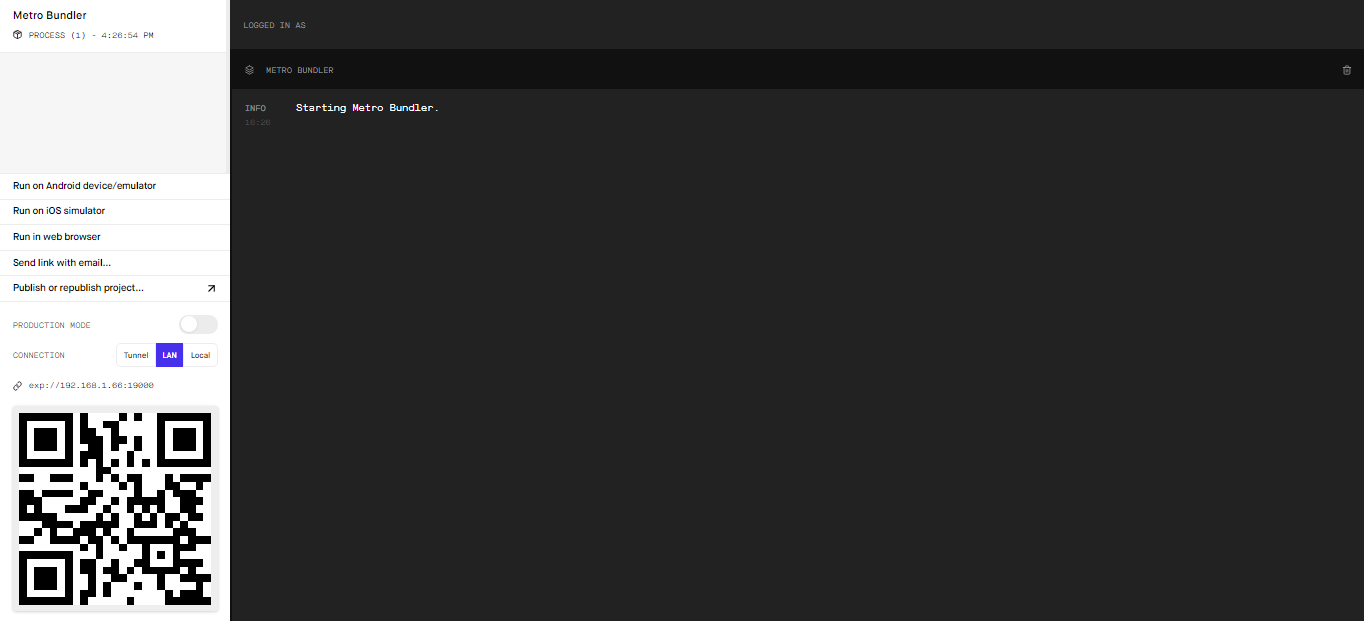 Metro Bundler
PROCESS (1) - 4:26:54 PM
Run on Android device/emulator
Run on iOS simulator
Run in web browser
Send link with email...
Publish or republish project...
PRODUCTION MODE
CONNECTION
Tunnel
LAN
Local
exp://192.168.1.66:19000
LOGGED IN AS
METRO BUNDLER
INFO
Starting Metro Bundler.
16:26